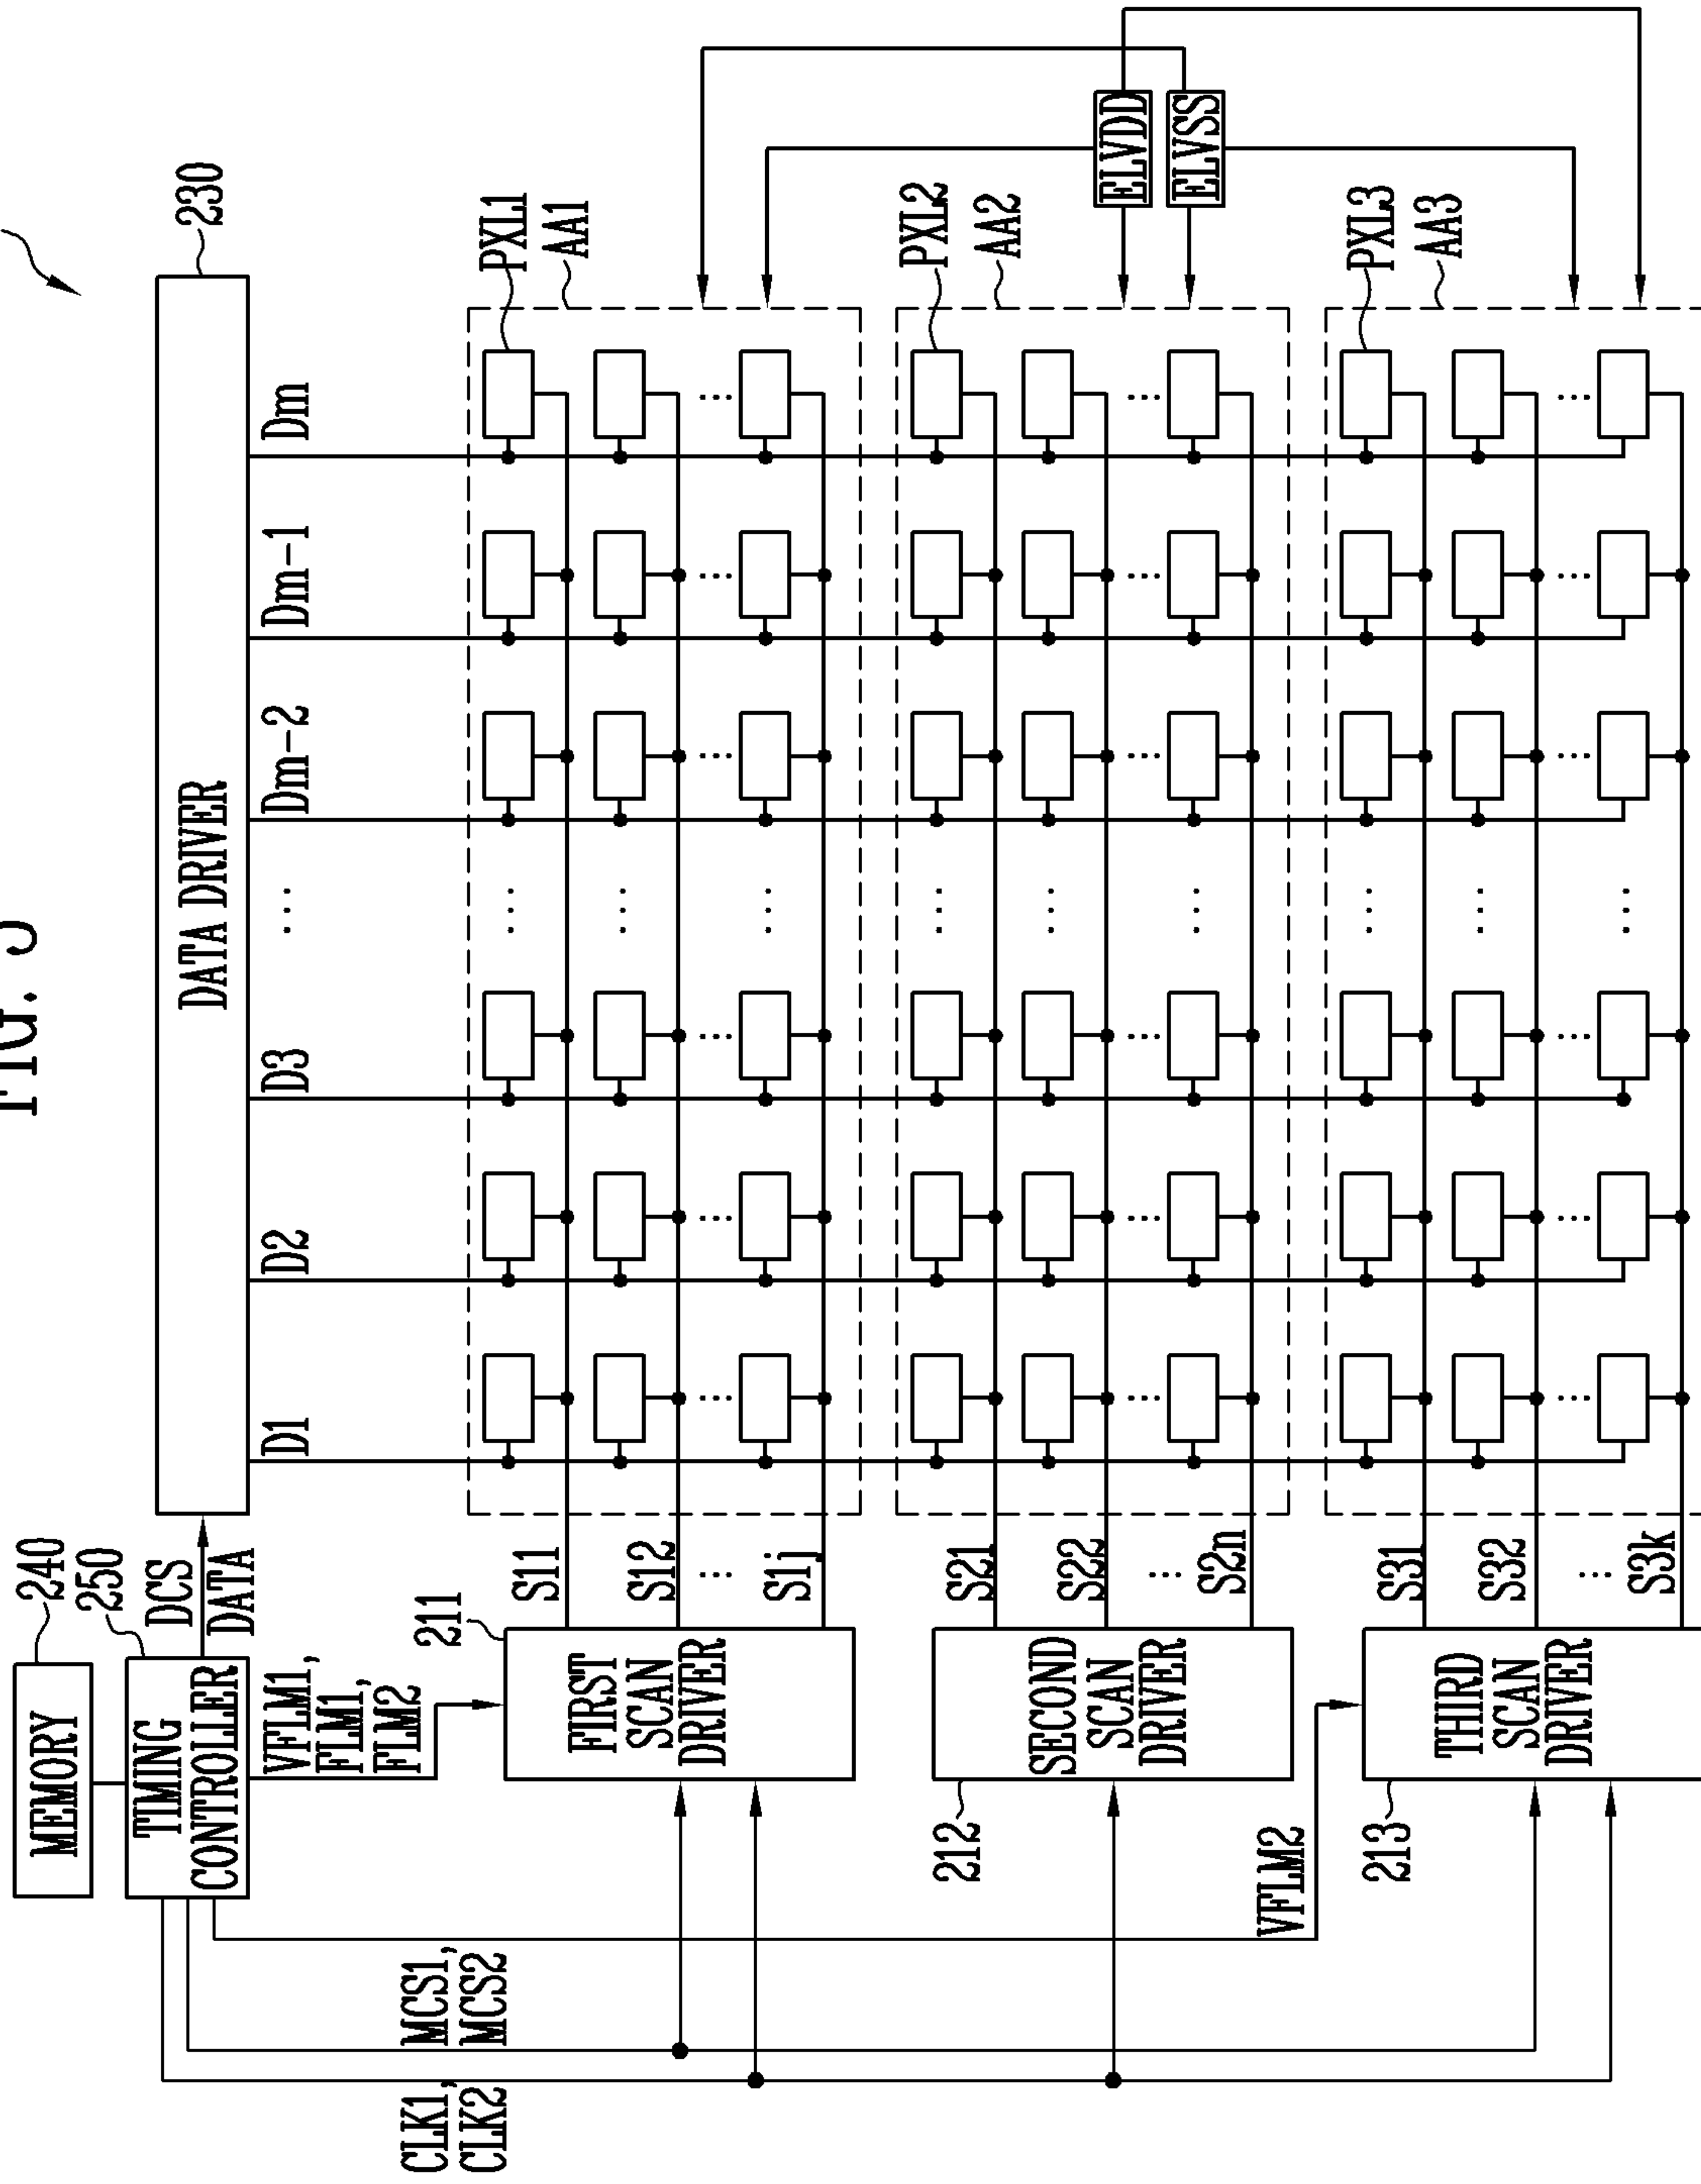 FIG.
MEMORY
240
TIMING
CONTROLLER
250
DCS
DATA
DATA DRIVER
230
VFLM1,
FLM1,
FLM2
D1
D2
D3
...
Dm-2
Dm-1
Dm
MCS1,
MCS2
CLK1,
CLK2
211
FIRST
SCAN
DRIVER
S11
S12
...
S1j
PXL1
AA1
212
SECOND
SCAN
DRIVER
S21
S22
...
S2n
PXL2
AA2
ELVDD
ELVSS
VFLM2
213
THIRD
SCAN
DRIVER
S31
S32
...
S3k
PXL3
AA3